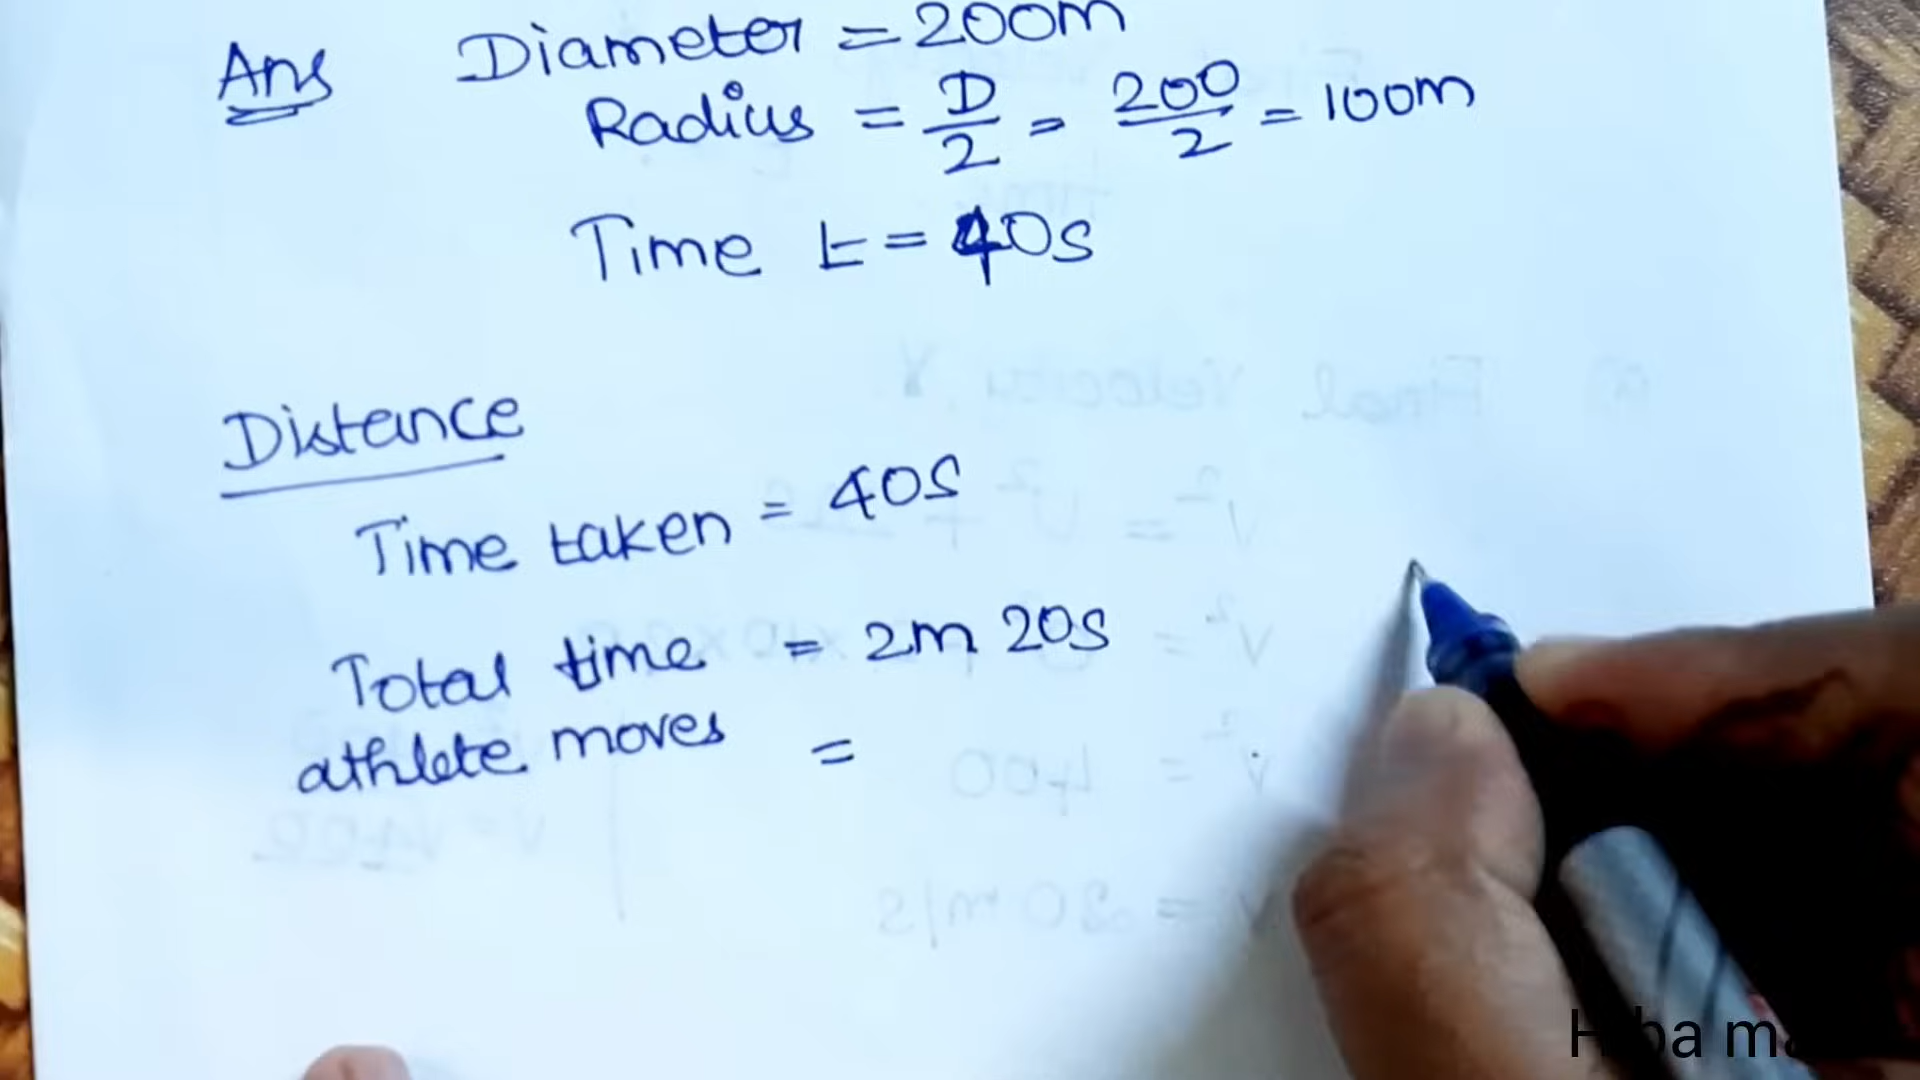 Ans Diameter = 200m
Radius = D/2 = 200/2 = 100m
Time t = 40s
Distance
Time taken = 40s
Total time = 2m 20s
athlete moves =